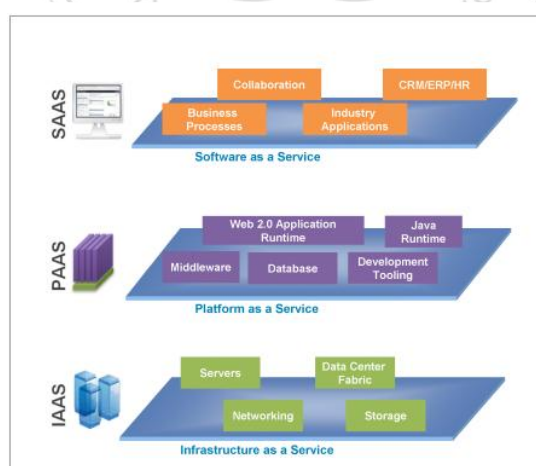 SAAS
Collaboration
CRM/ERP/HR
Business
Processes
Industry
Applications
Software as a Service
PAAS
Web 2.0 Application
Runtime
Java
Runtime
Middleware
Database
Development
Tooling
Platform as a Service
IAAS
Servers
Data Center
Fabric
Networking
Storage
Infrastructure as a Service